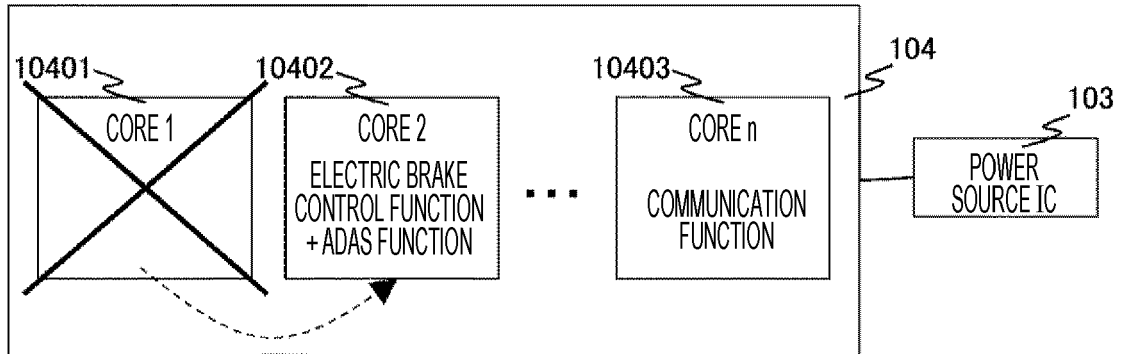 10401
10402
10403
104
103
CORE 1
CORE 2
ELECTRIC BRAKE
CONTROL FUNCTION
+ ADAS FUNCTION
CORE n
COMMUNICATION
FUNCTION
POWER
SOURCE IC